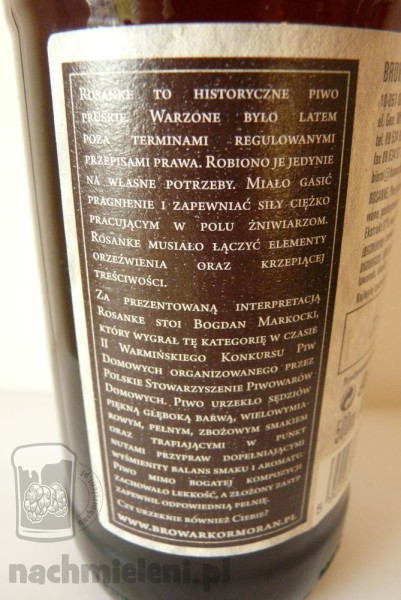 Rosanke to historyczne piwo
pruskie. Warzone było latem
poza terminami regulowanymi
przepisami prawa. Robiono je jedynie
na własne potrzeby. Miało gasić
pragnienie i zapewniać siły ciężko
pracującym w polu żniwiarzom.
Rosanke musiało łączyć elementy
orzeźwienia oraz krzepiącej
treściwości.
Za prezentowaną interpretacją
Rosanke stoi Bogdan Markocki,
który wygrał tę kategorię w czasie
II Warmińskiego Konkursu Piw
Domowych organizowanego przez
Polskie Stowarzyszenie Piwowarów
Domowych. Piwo urzekło sędziów
piękną głęboką barwą, wielowymia-
rowym, pełnym, zbożowym smakiem
oraz trafiającymi w punkt
nutami przypraw dopełniającymi
wyśmienity balans smaku i aromatu.
Piwo mimo bogatej kompozycji
zachowało lekkość, a złożony zasyp
zapewnił odpowiednią pełnię.
Czy urzeknie również Ciebie?
www.browarkormoran.pl
nachmieleni.pl